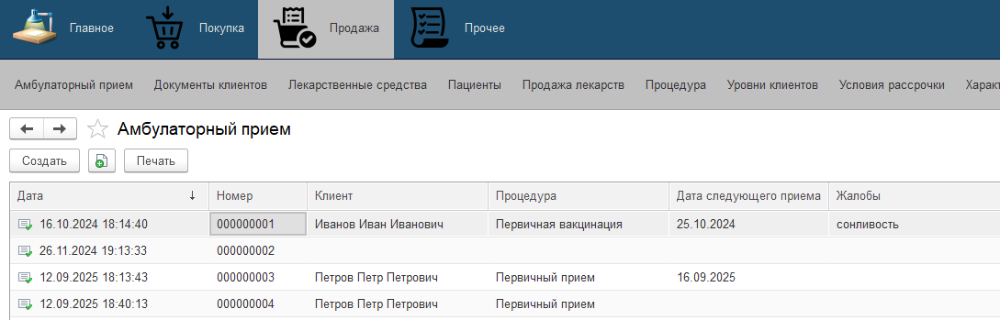 Главное Покупка Продажа Прочее
Амбулаторный прием Документы клиентов Лекарственные средства Пациенты Продажа лекарств Процедура Уровни клиентов Условия рассрочки Характ
Амбулаторный прием
Создать Печать
Дата ↓ Номер Клиент Процедура Дата следующего приема Жалобы
16.10.2024 18:14:40 000000001 Иванов Иван Иванович Первичная вакцинация 25.10.2024 сонливость
26.11.2024 19:13:33 000000002
12.09.2025 18:13:43 000000003 Петров Петр Петрович Первичный прием 16.09.2025
12.09.2025 18:40:13 000000004 Петров Петр Петрович Первичный прием